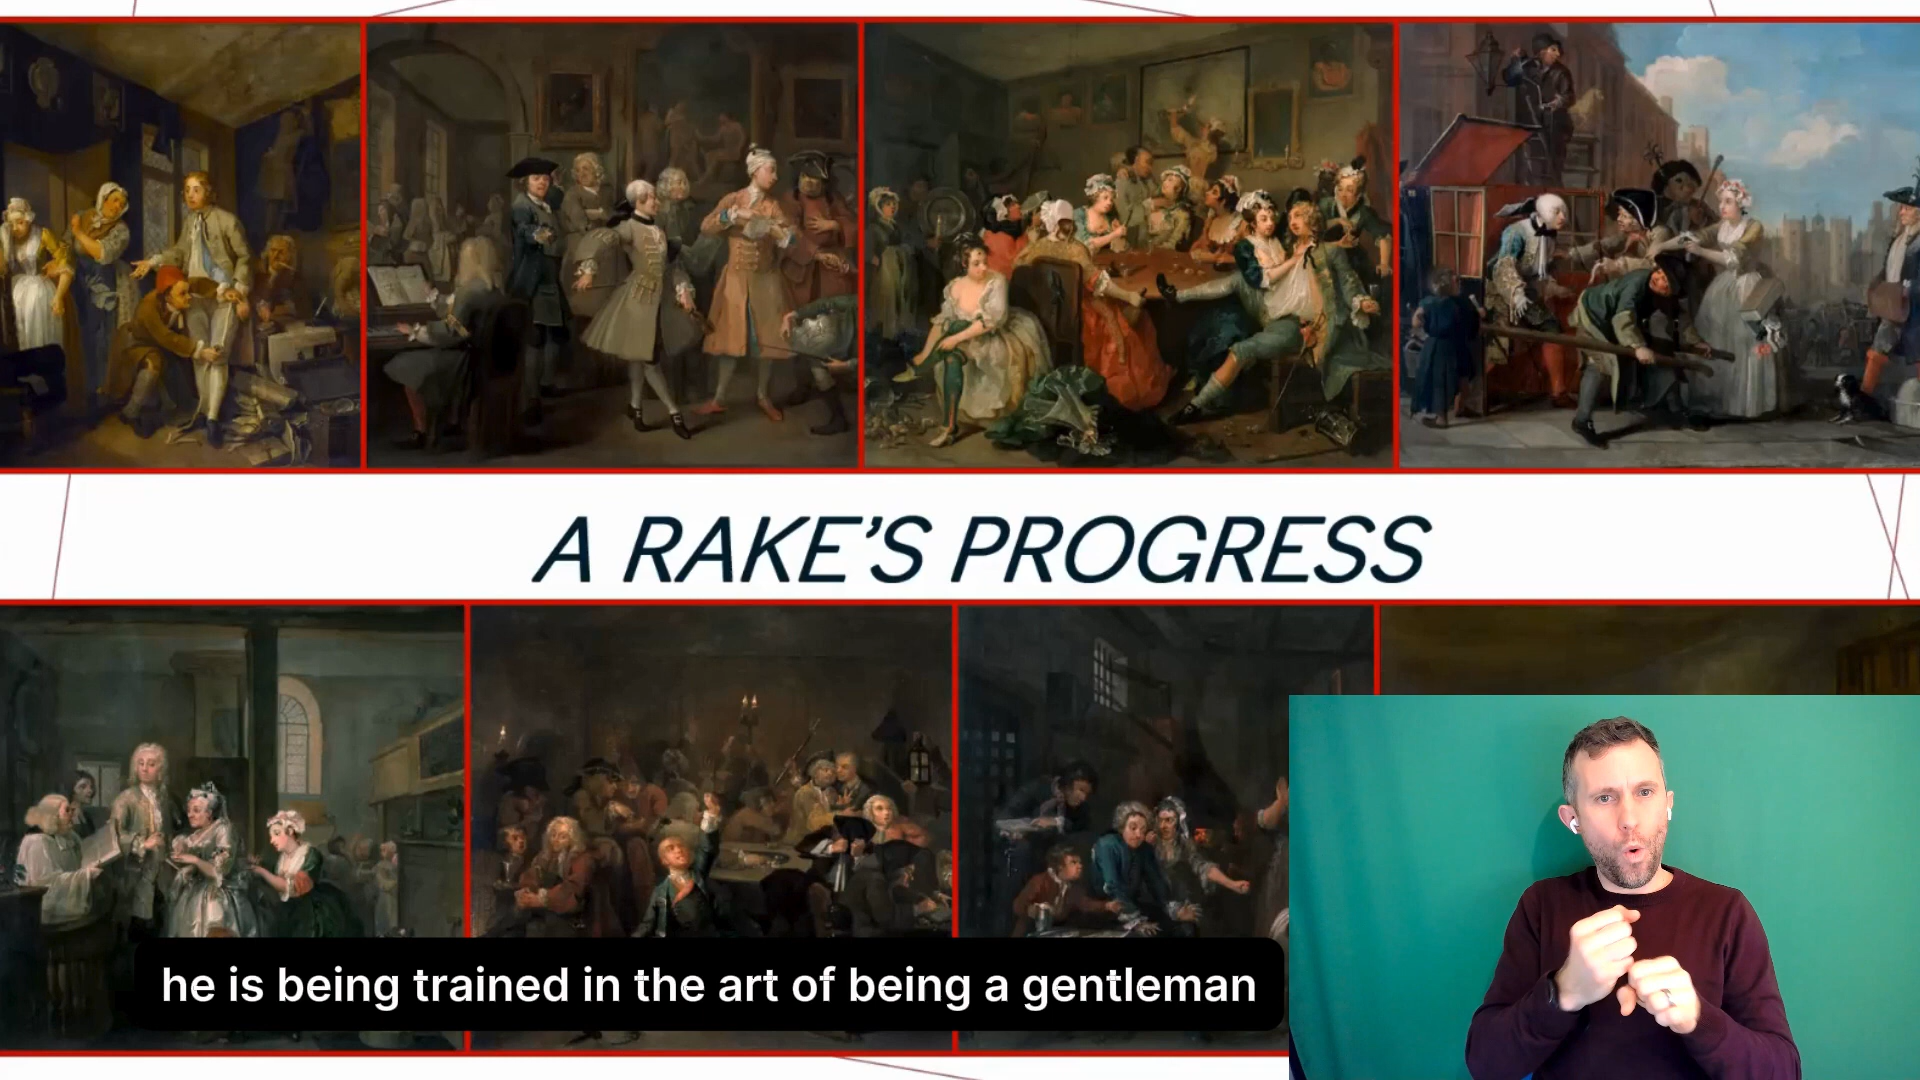 A RAKE'S PROGRESS
he is being trained in the art of being a gentleman